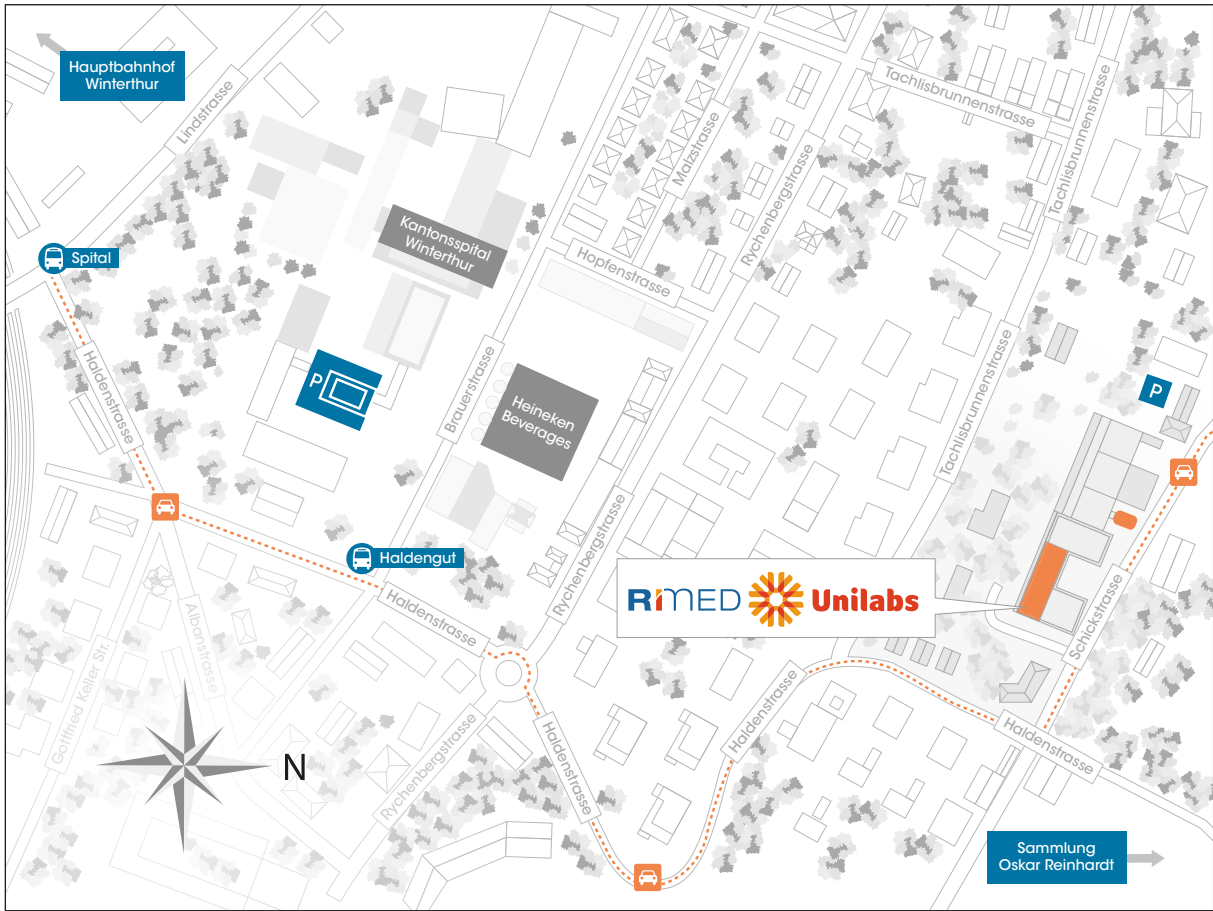 Hauptbahnhof
Winterthur
Lindstrasse
Malzstrasse
Tachlisbrunnenstrasse
Tachlisbrunnenstrasse
Rychenbergstrasse
Kantonsspital
Winterthur
Spital
Hopfenstrasse
Haldenstrasse
P
Brauerstrasse
Heineken
Beverages
Tachlisbrunnenstrasse
P
Haldengut
Rychenbergstrasse
Haldenstrasse
RIMED
Unilabs
Schickstrasse
Albanistrasse
Gottfried Keller Str.
Haldenstrasse
Haldenstrasse
Haldenstrasse
Rychenbergstrasse
N
Sammlung
Oskar Reinhardt